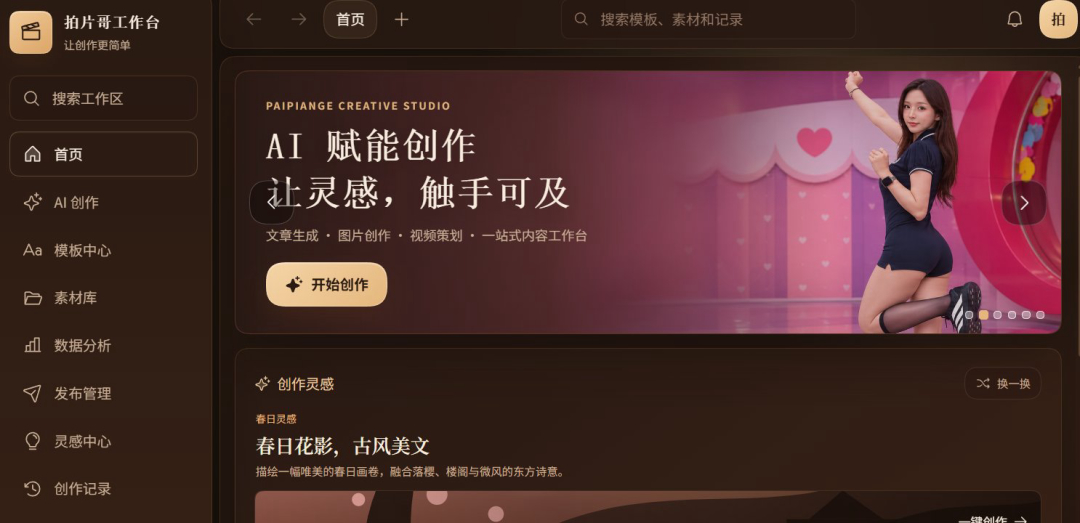 拍片哥工作台
让创作更简单
搜索工作区
首页
AI 创作
Aa 模板中心
素材库
数据分析
发布管理
灵感中心
创作记录
首页
搜索模板、素材和记录
拍
PAIPIANGE CREATIVE STUDIO
AI 赋能创作
让灵感，触手可及
文章生成 · 图片创作 · 视频策划 · 一站式内容工作台
开始创作
创作灵感
换一换
春日灵感
春日花影，古风美文
描绘一幅唯美的春日画卷，融合落樱、楼阁与微风的东方诗意。
一键创作 →